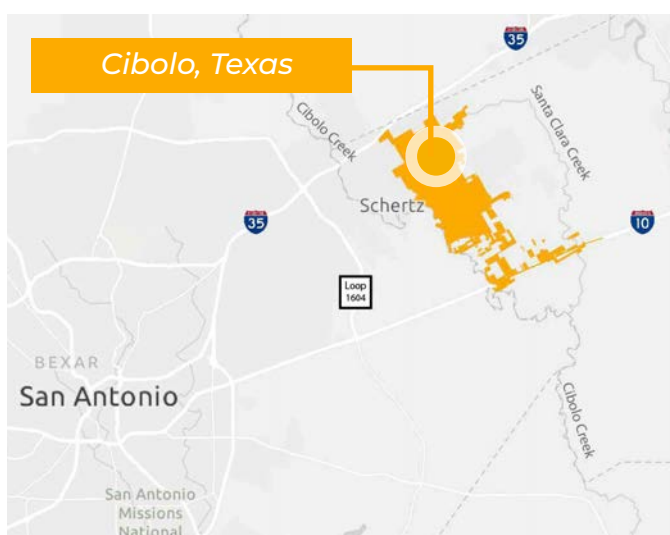 35
Cibolo, Texas
Cibolo Creek
Santa Clara Creek
Schertz
35
10
Loop
1604
BEXAR
San Antonio
Cibolo Creek
San Antonio
Missions
National